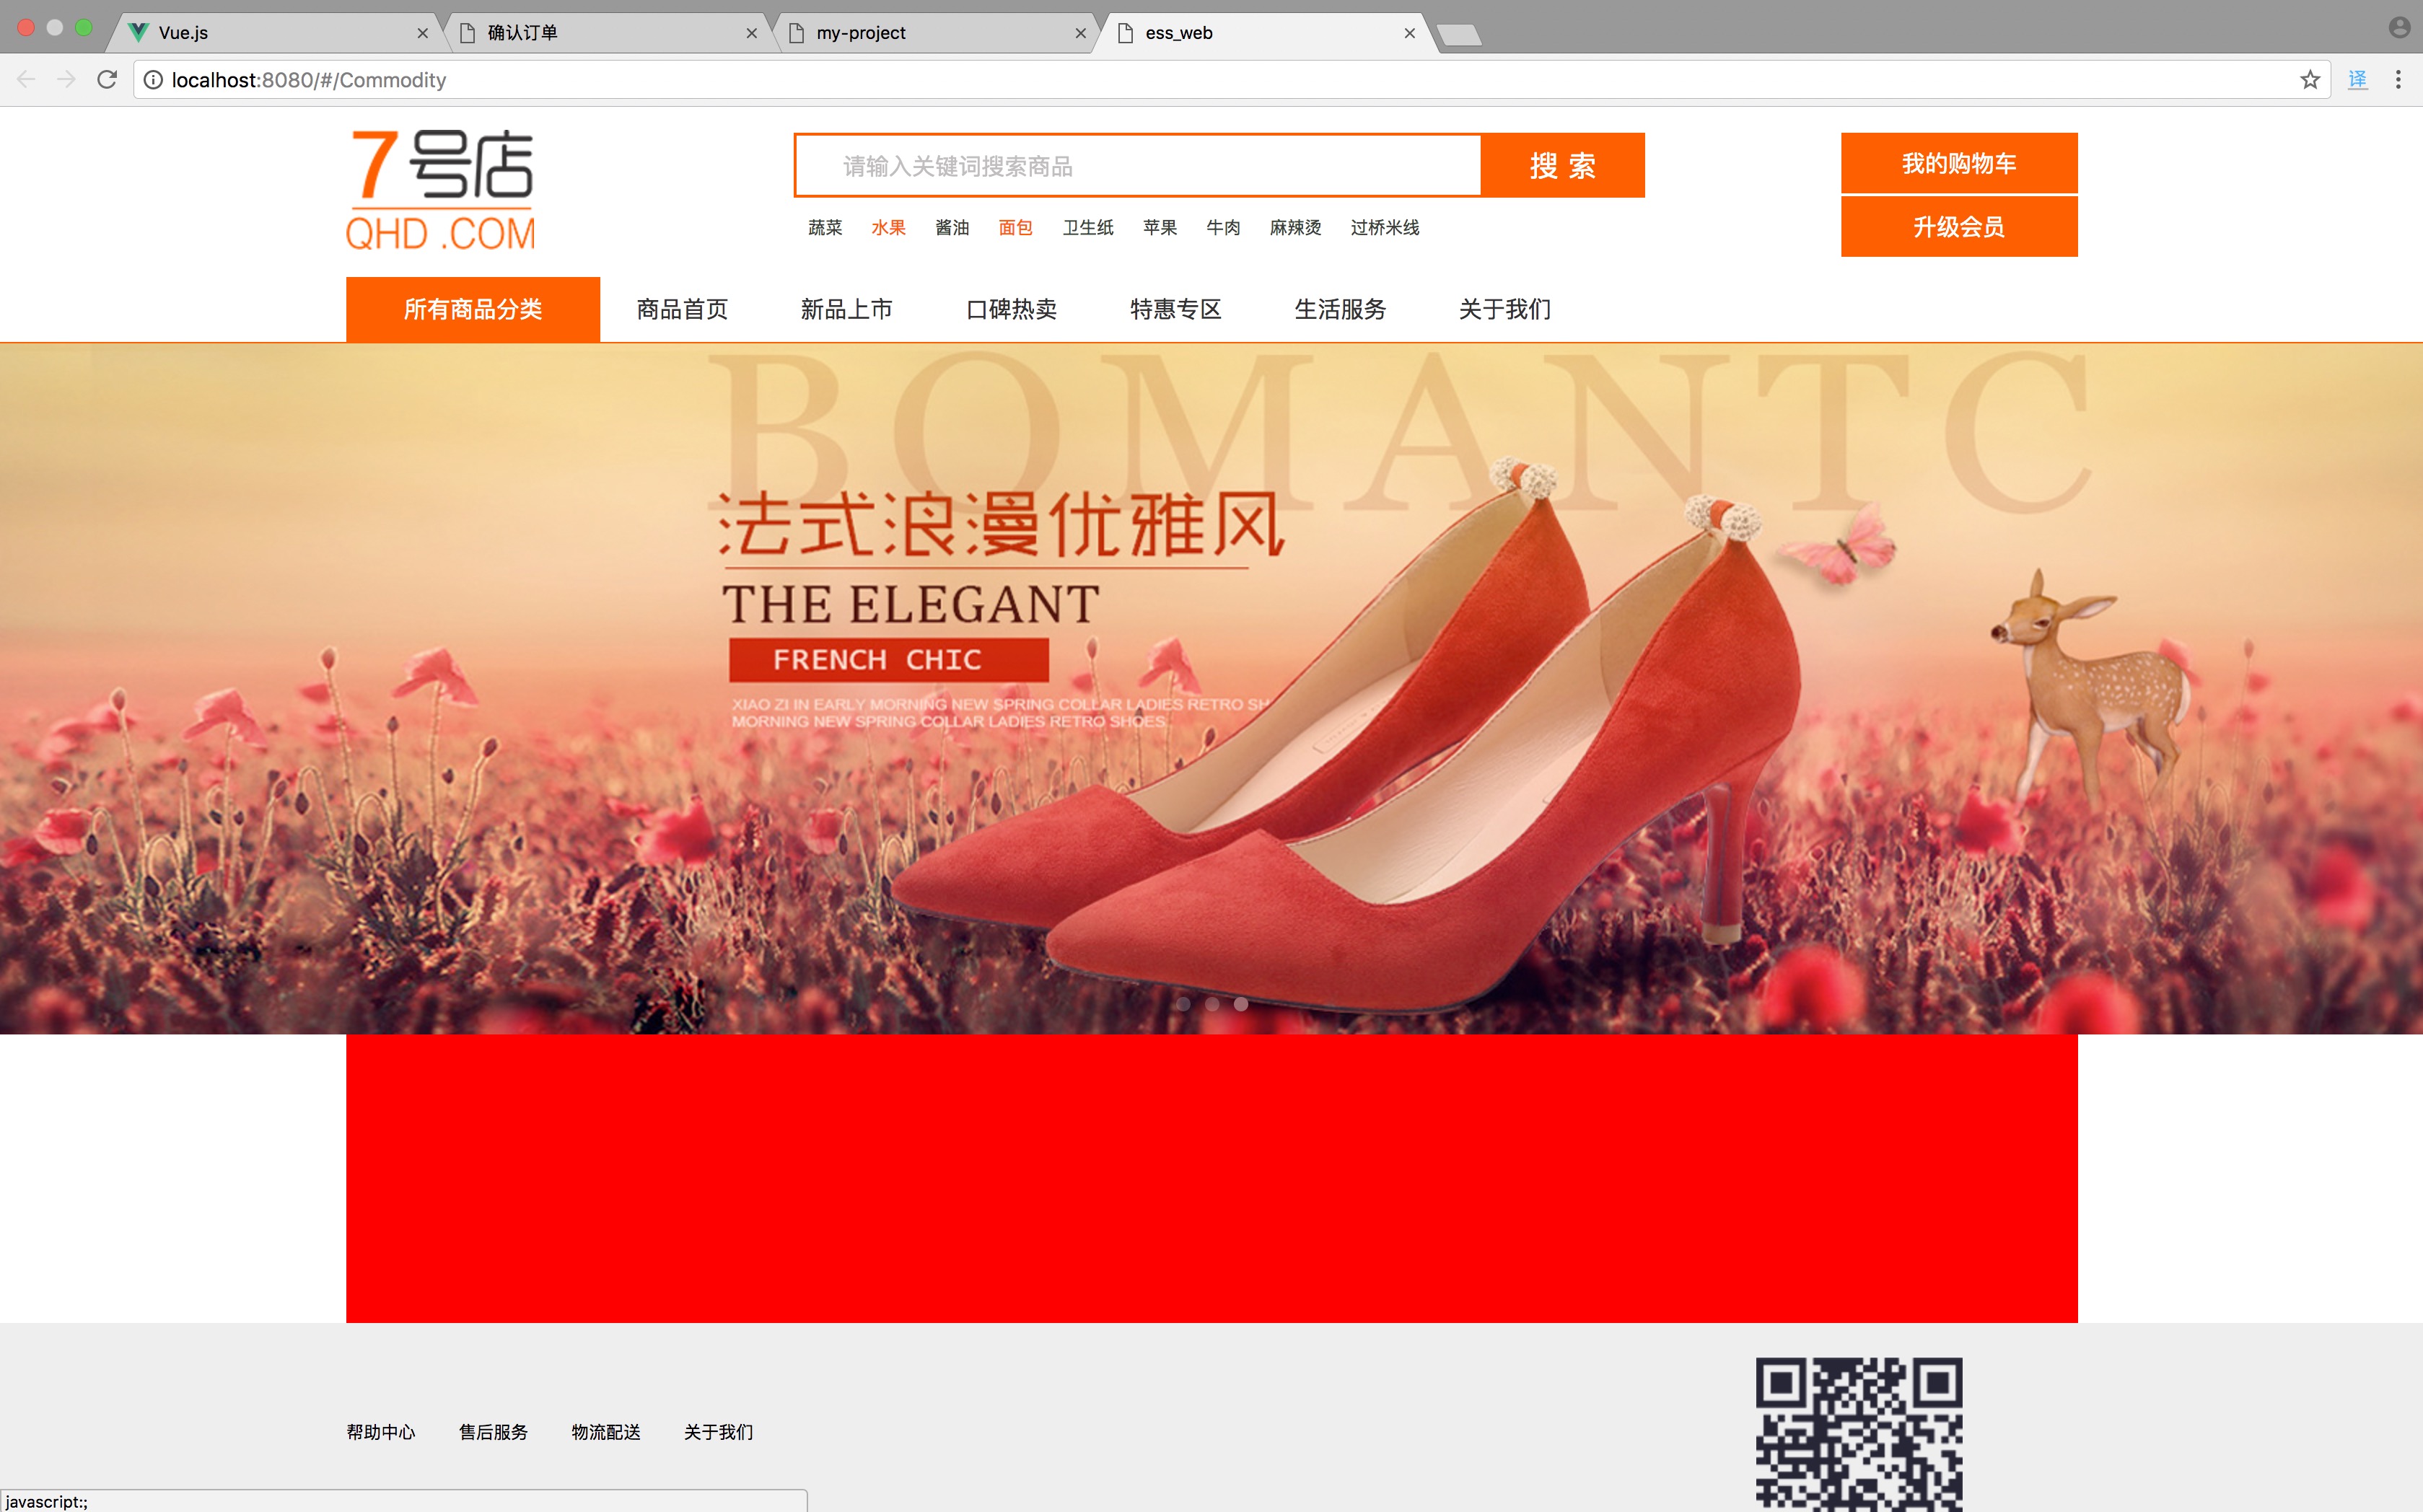 Vue.js
确认订单
my-project
ess_web
localhost:8080/#/Commodity
译
7号店
QHD .COM
请输入关键词搜索商品
搜 索
我的购物车
升级会员
蔬菜 水果 酱油 面包 卫生纸 苹果 牛肉 麻辣烫 过桥米线
所有商品分类 商品首页 新品上市 口碑热卖 特惠专区 生活服务 关于我们
BOMANTC
法式浪漫优雅风
THE ELEGANT
FRENCH CHIC
XIAO ZI IN EARLY MORNING NEW SPRING COLLAR LADIES RETRO SH
MORNING NEW SPRING COLLAR LADIES RETRO SHOES
帮助中心 售后服务 物流配送 关于我们
javascript:;